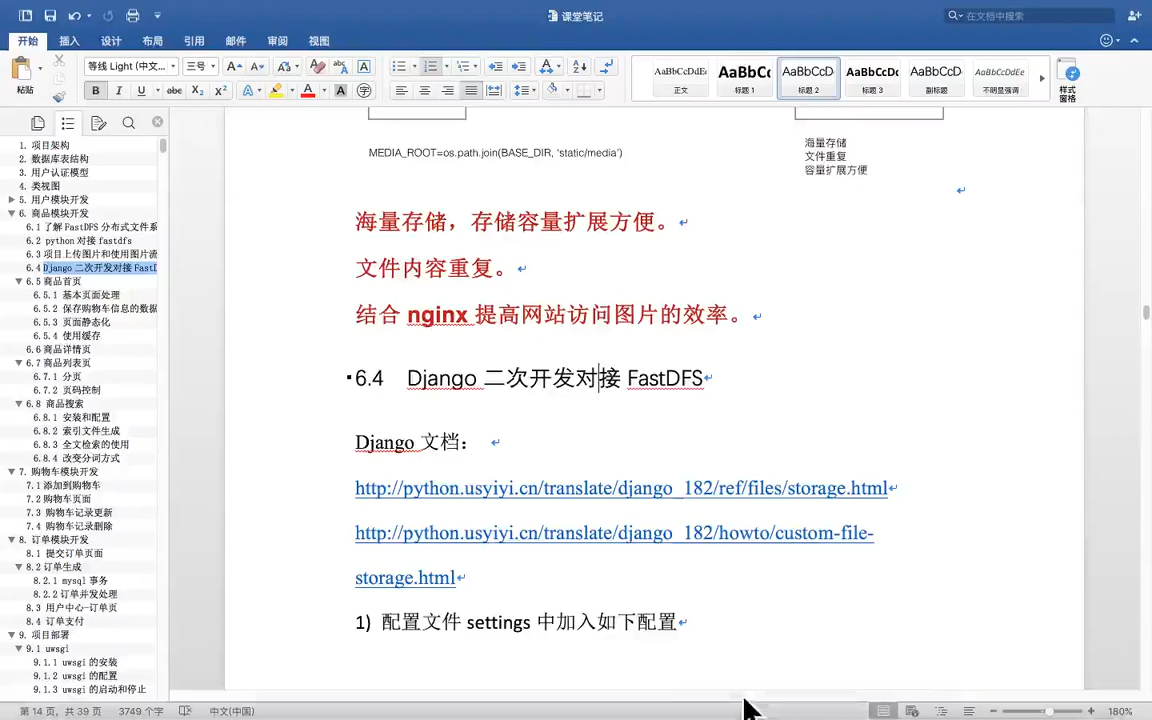 课堂笔记
在文档中搜索
开始 插入 设计 布局 引用 邮件 审阅 视图
粘贴
等线 Light (中文... 三号
AaBbCcDdEe 正文
AaBbCc 标题 1
AaBbCcD 标题 2
AaBbCcDc 标题 3
AaBbCcD 副标题
AaBbCcDdEe 不明显强调
样式
窗格
1. 项目架构
2. 数据库表结构
3. 用户认证模型
4. 类视图
5. 用户模块开发
6. 商品模块开发
6.1 了解 FastDFS 分布式文件系
6.2 python 对接 fastdfs
6.3 项目上传图片和使用图片流
6.4 Django 二次开发对接 FastD
6.5 商品首页
6.5.1 基本页面处理
6.5.2 保存购物车信息的数据
6.5.3 页面静态化
6.5.4 使用缓存
6.6 商品详情页
6.7 商品列表页
6.7.1 分页
6.7.2 页码控制
6.8 商品搜索
6.8.1 安装和配置
6.8.2 索引文件生成
6.8.3 全文检索的使用
6.8.4 改变分词方式
7. 购物车模块开发
7.1 添加到购物车
7.2 购物车页面
7.3 购物车记录更新
7.4 购物车记录删除
8. 订单模块开发
8.1 提交订单页面
8.2 订单生成
8.2.1 mysql 事务
8.2.2 订单并发处理
8.3 用户中心-订单页
8.4 订单支付
9. 项目部署
9.1 uwsgi
9.1.1 uwsgi 的安装
9.1.2 uwsgi 的配置
9.1.3 uwsgi 的启动和停止
MEDIA_ROOT=os.path.join(BASE_DIR, ‘static/media’)
海量存储
文件重复
容量扩展方便
海量存储，存储容量扩展方便。
文件内容重复。
结合 nginx 提高网站访问图片的效率。
6.4 Django 二次开发对接 FastDFS
Django 文档：
http://python.usyiyi.cn/translate/django_182/ref/files/storage.html
http://python.usyiyi.cn/translate/django_182/howto/custom-file-
storage.html
1) 配置文件 settings 中加入如下配置
第 14 页，共 39 页 3749 个字 中文(中国) 180%